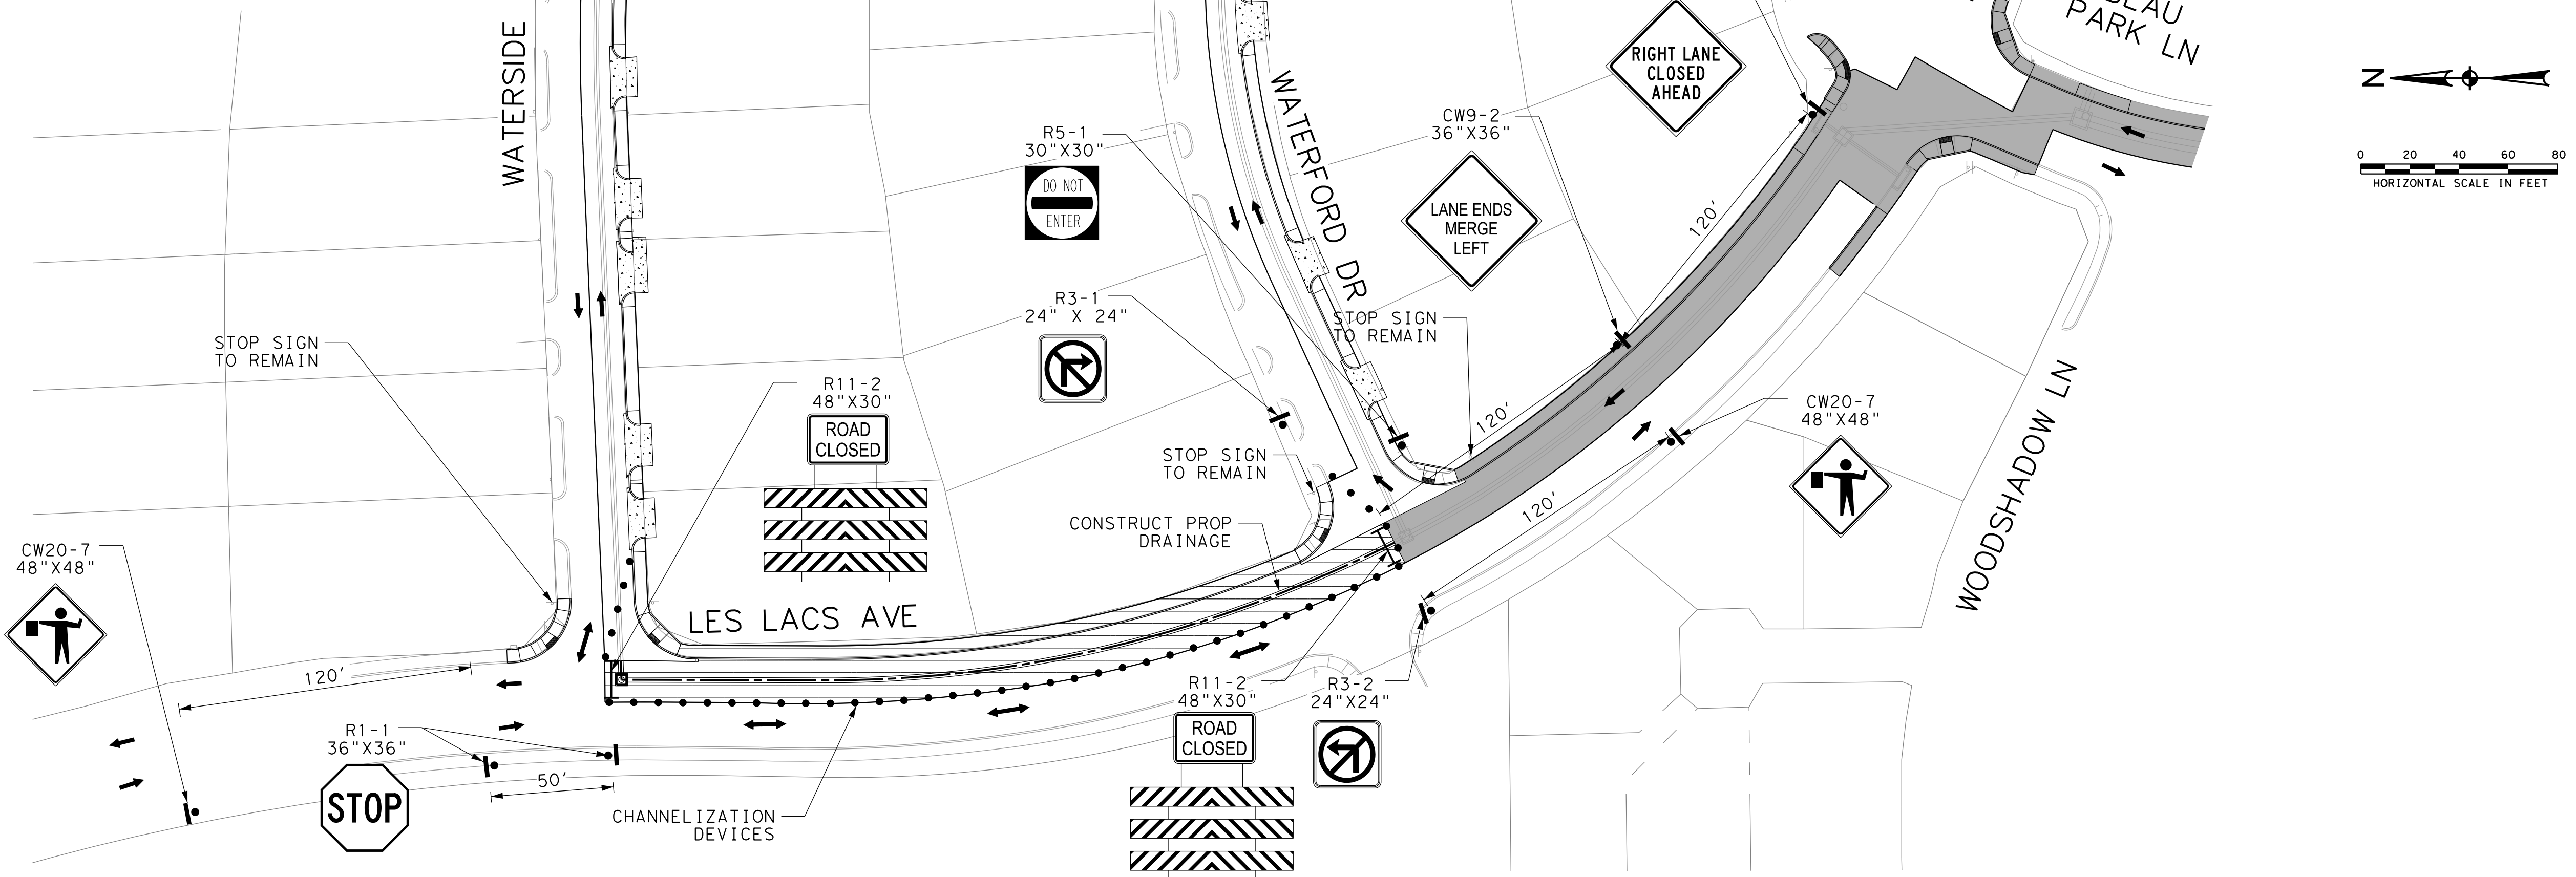 WATERSIDE
PARK LN
RIGHT LANE
CLOSED
AHEAD
N
0 20 40 60 80
HORIZONTAL SCALE IN FEET
WATERFORD DR
CW9-2
36"X36"
LANE ENDS
MERGE
LEFT
R5-1
30"X30"
DO NOT
ENTER
120'
R3-1
24" X 24"
STOP SIGN
TO REMAIN
STOP SIGN
TO REMAIN
R11-2
48"X30"
ROAD
CLOSED
120'
CW20-7
48"X48"
WOODSHADOW LN
STOP SIGN
TO REMAIN
120'
CONSTRUCT PROP
DRAINAGE
CW20-7
48"X48"
LES LACS AVE
120'
R11-2
48"X30"
ROAD
CLOSED
R3-2
24"X24"
R1-1
36"X36"
STOP
50'
CHANNELIZATION
DEVICES